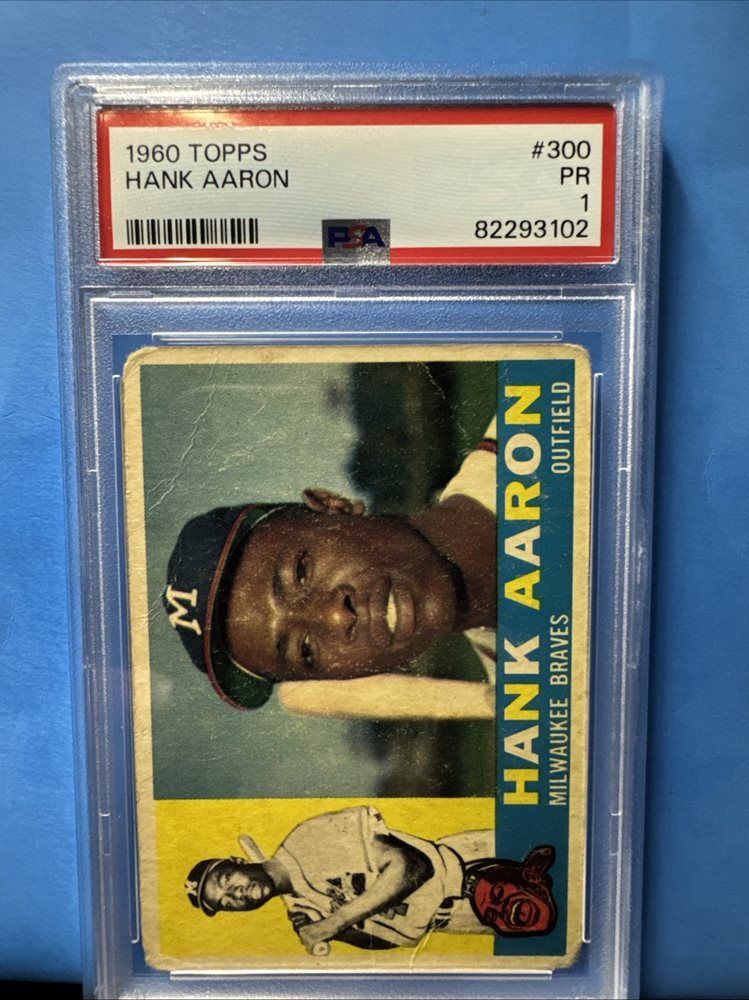 1960 TOPPS
HANK AARON
#300
PR
1
82293102
PSA
M
HANK AARON
MILWAUKEE BRAVES
OUTFIELD
M